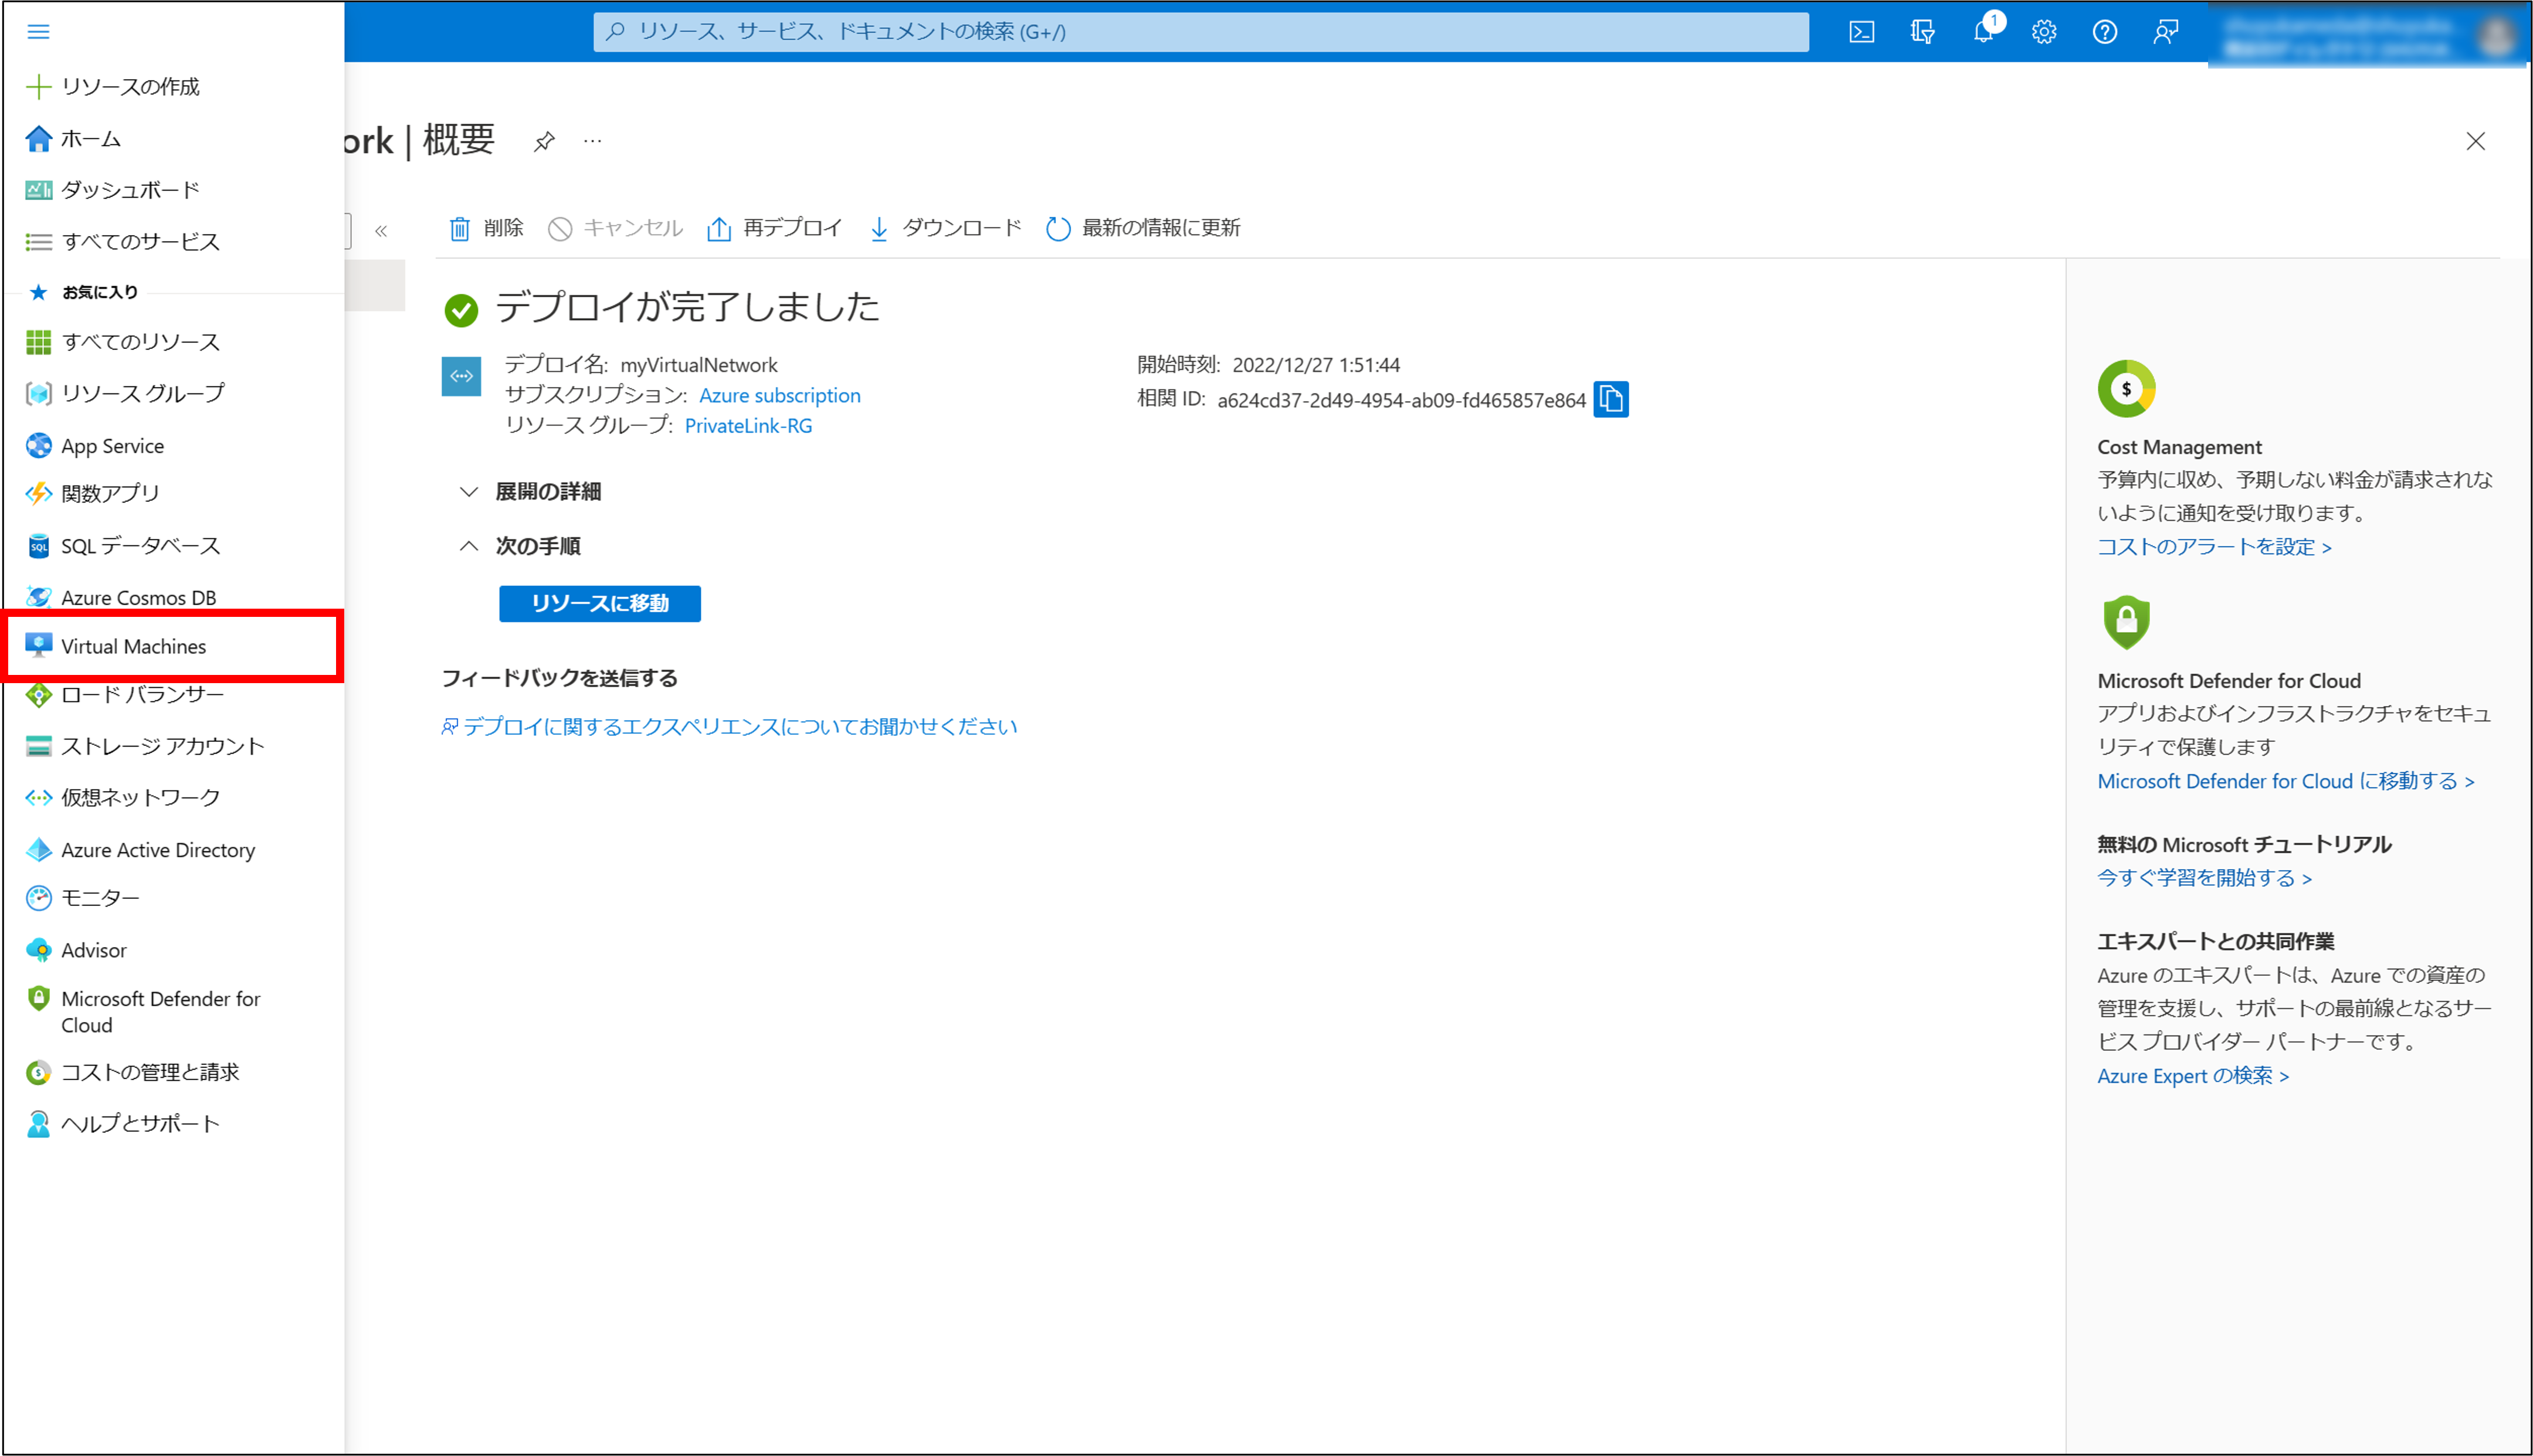 リソース、サービス、ドキュメントの検索 (G+/)
1
リソースの作成
ホーム
ダッシュボード
すべてのサービス
お気に入り
すべてのリソース
リソース グループ
App Service
関数アプリ
SQL データベース
Azure Cosmos DB
Virtual Machines
ロード バランサー
ストレージ アカウント
仮想ネットワーク
Azure Active Directory
モニター
Advisor
Microsoft Defender for
Cloud
コストの管理と請求
ヘルプとサポート
ork | 概要
削除 キャンセル 再デプロイ ダウンロード 最新の情報に更新
デプロイが完了しました
デプロイ名: myVirtualNetwork
サブスクリプション: Azure subscription
リソース グループ: PrivateLink-RG
開始時刻: 2022/12/27 1:51:44
相関 ID: a624cd37-2d49-4954-ab09-fd465857e864
展開の詳細
次の手順
リソースに移動
フィードバックを送信する
デプロイに関するエクスペリエンスについてお聞かせください
Cost Management
予算内に収め、予期しない料金が請求されな
いように通知を受け取ります。
コストのアラートを設定 >
Microsoft Defender for Cloud
アプリおよびインフラストラクチャをセキュ
リティで保護します
Microsoft Defender for Cloud に移動する >
無料の Microsoft チュートリアル
今すぐ学習を開始する >
エキスパートとの共同作業
Azure のエキスパートは、Azure での資産の
管理を支援し、サポートの最前線となるサー
ビス プロバイダー パートナーです。
Azure Expert の検索 >